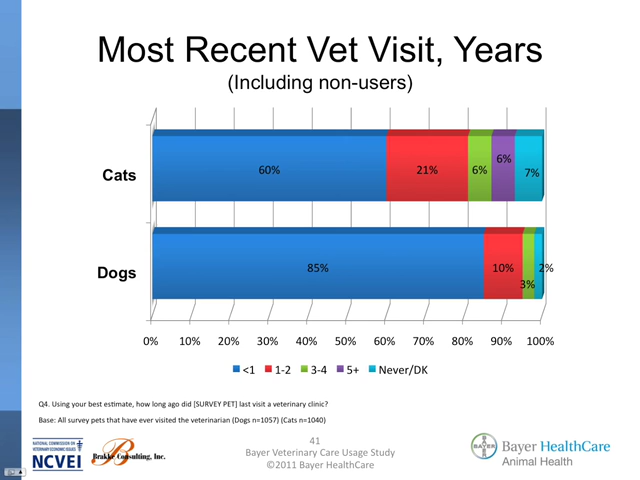 Most Recent Vet Visit, Years
(Including non-users)
Cats
60%
21%
6%
6%
7%
Dogs
85%
10%
3%
2%
0% 10% 20% 30% 40% 50% 60% 70% 80% 90% 100%
<1 1-2 3-4 5+ Never/DK
Q4. Using your best estimate, how long ago did [SURVEY PET] last visit a veterinary clinic?
Base: All survey pets that have ever visited the veterinarian (Dogs n=1057) (Cats n=1040)
NATIONAL COMMISSION ON
VETERINARY ECONOMIC ISSUES
NCVEI
Brakke Consulting, Inc.
41
Bayer Veterinary Care Usage Study
©2011 Bayer HealthCare
BAYER
Bayer HealthCare
Animal Health